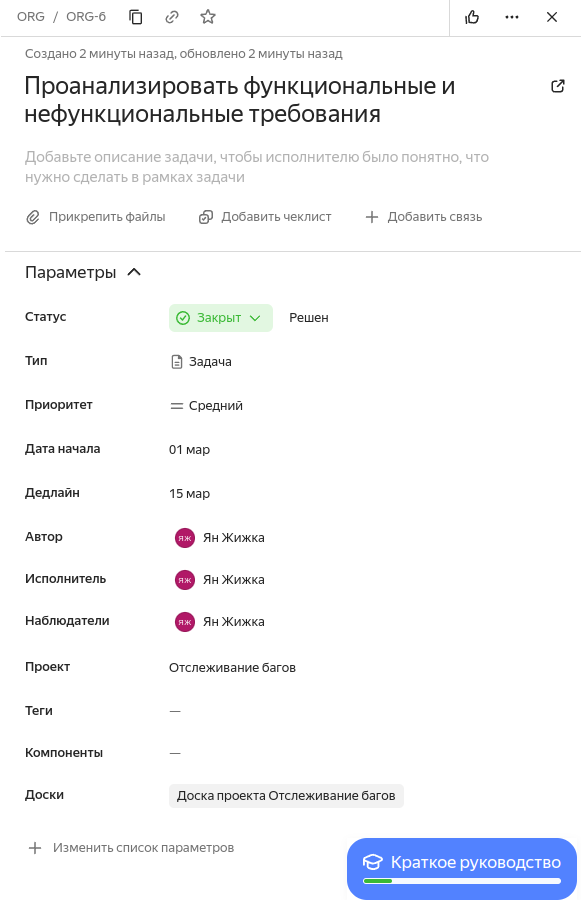 ORG / ORG-6
Создано 2 минуты назад, обновлено 2 минуты назад
Проанализировать функциональные и
нефункциональные требования
Добавьте описание задачи, чтобы исполнителю было понятно, что
нужно сделать в рамках задачи
Прикрепить файлы Добавить чеклист Добавить связь
Параметры
Статус Закрыт Решен
Тип Задача
Приоритет Средний
Дата начала 01 мар
Дедлайн 15 мар
Автор ЯЖ Ян Жижка
Исполнитель ЯЖ Ян Жижка
Наблюдатели ЯЖ Ян Жижка
Проект Отслеживание багов
Теги —
Компоненты —
Доски Доска проекта Отслеживание багов
Изменить список параметров
Краткое руководство